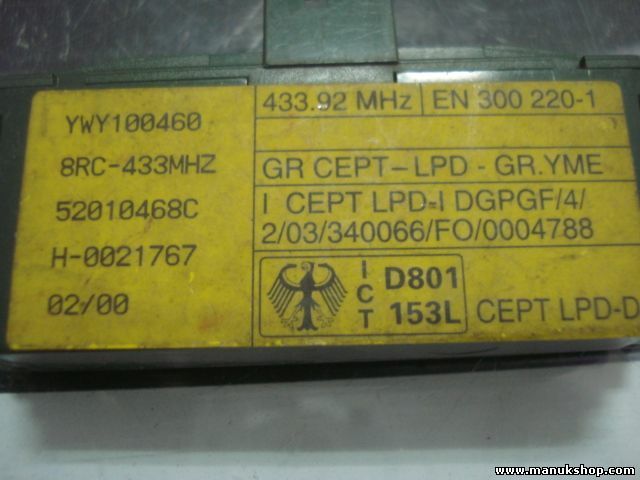 YWY100460
8RC-433MHZ
52010468C
H-0021767
02/00
433.92 MHz EN 300 220-1
GR CEPT-LPD - GR.YME
I CEPT LPD-I DGPGF/4/
2/03/340066/FO/0004788
ICT D801
153L CEPT LPD-D
www.manukshop.com